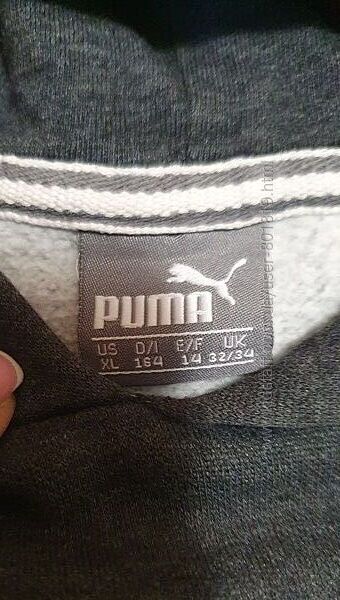 PUMA
US D/I E/F UK
XL 164 14 32/34